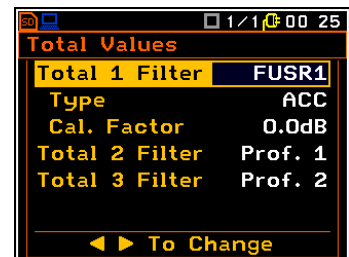 SD 1/1 00 25
Total Values
Total 1 Filter FUSR1
Type ACC
Cal. Factor 0.0dB
Total 2 Filter Prof. 1
Total 3 Filter Prof. 2
To Change